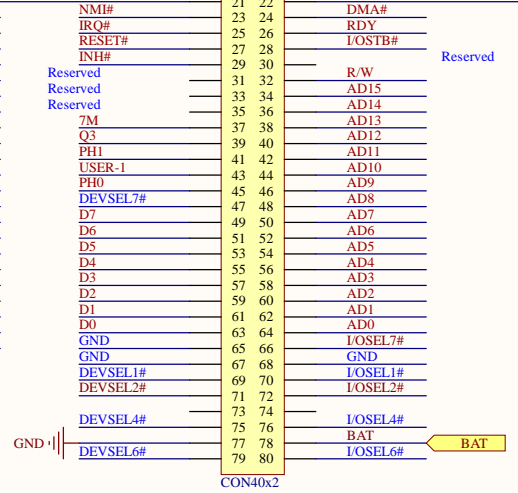 21 22
NMI# 23 24 DMA#
IRQ# 25 26 RDY
RESET# 27 28 I/OSTB#
INH# 29 30 Reserved
Reserved 31 32 R/W
Reserved 33 34 AD15
Reserved 35 36 AD14
7M 37 38 AD13
Q3 39 40 AD12
PH1 41 42 AD11
USER-1 43 44 AD10
PH0 45 46 AD9
DEVSEL7# 47 48 AD8
D7 49 50 AD7
D6 51 52 AD6
D5 53 54 AD5
D4 55 56 AD4
D3 57 58 AD3
D2 59 60 AD2
D1 61 62 AD1
D0 63 64 AD0
GND 65 66 I/OSEL7#
GND 67 68 GND
DEVSEL1# 69 70 I/OSEL1#
DEVSEL2# 71 72 I/OSEL2#
73 74
DEVSEL4# 75 76 I/OSEL4#
GND 77 78 BAT BAT
DEVSEL6# 79 80 I/OSEL6#
CON40x2